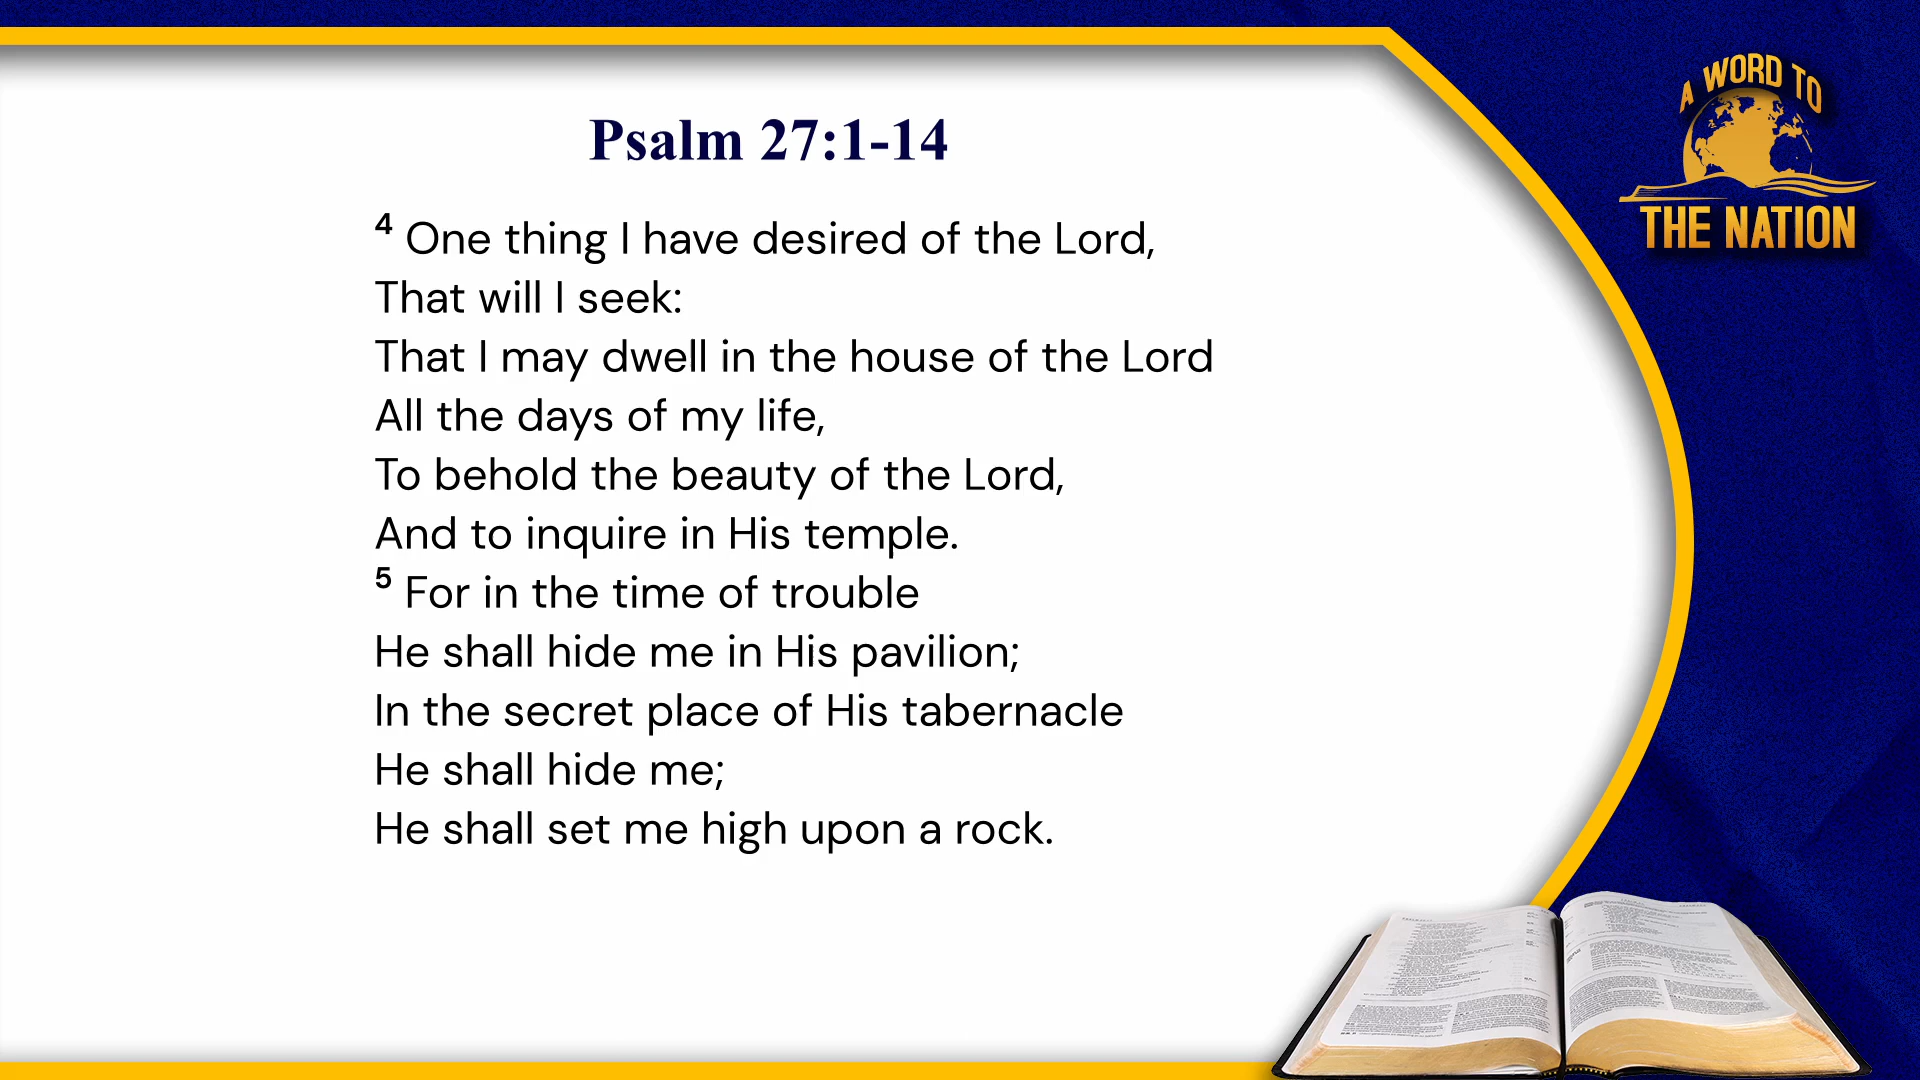 A WORD TO
THE NATION
Psalm 27:1-14
4 One thing I have desired of the Lord,
That will I seek:
That I may dwell in the house of the Lord
All the days of my life,
To behold the beauty of the Lord,
And to inquire in His temple.
5 For in the time of trouble
He shall hide me in His pavilion;
In the secret place of His tabernacle
He shall hide me;
He shall set me high upon a rock.